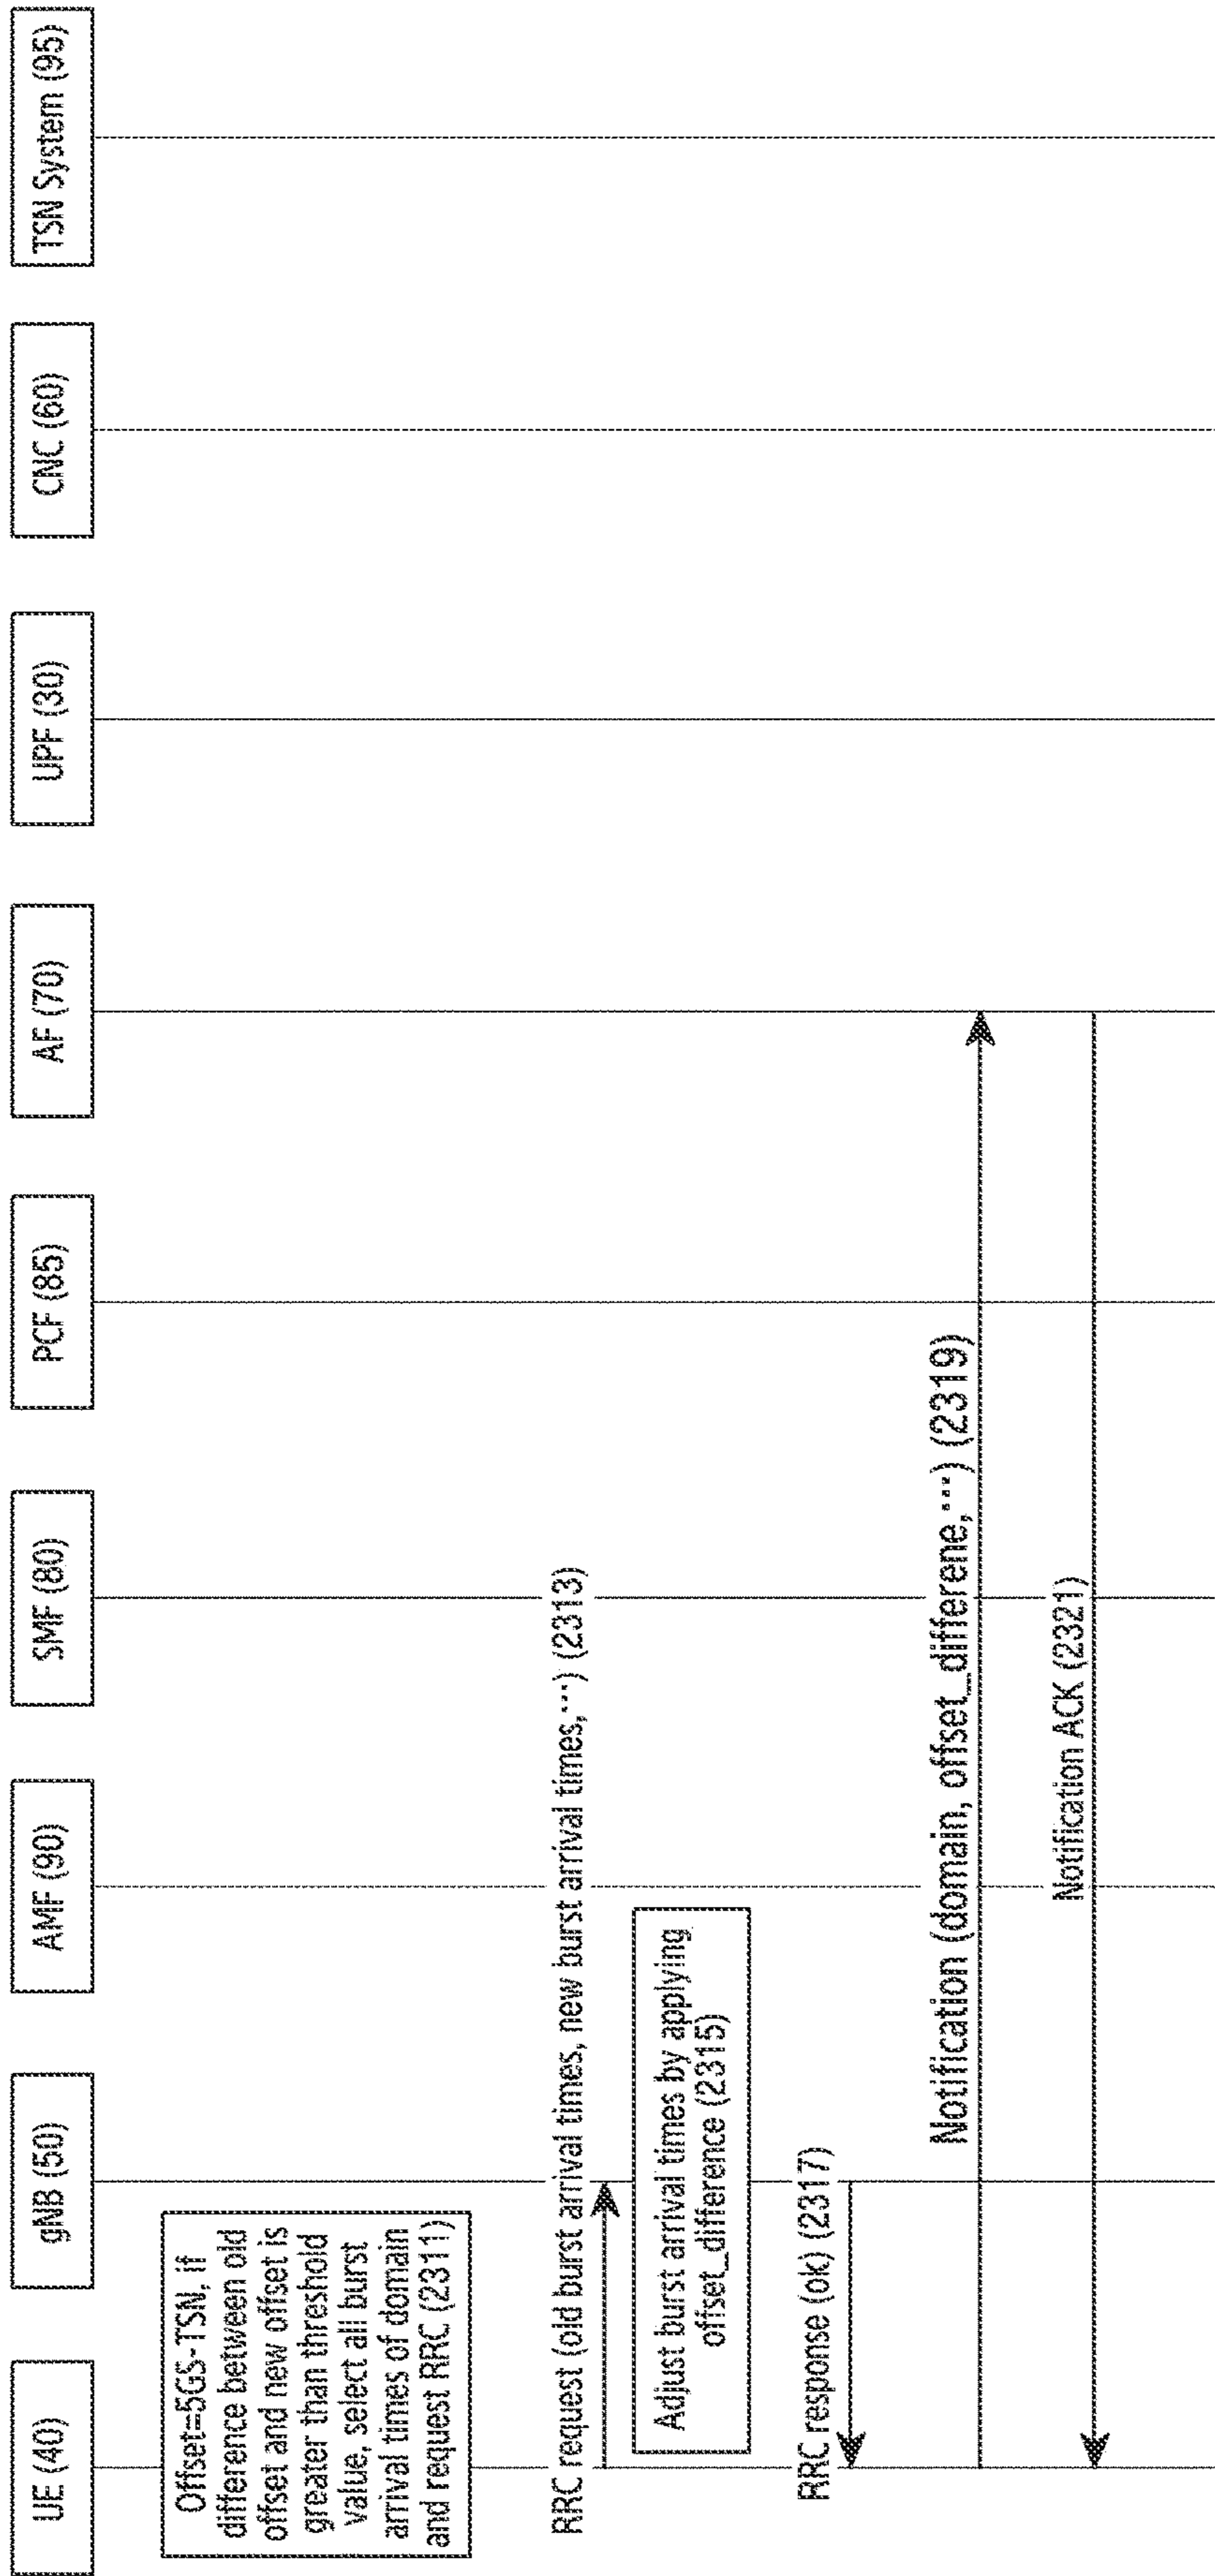 UE (40)
gNB (50)
AMF (90)
SMF (80)
PCF (85)
AF (70)
UPF (30)
CNC (60)
TSN System (95)
Offset=5GS-TSN, if
difference between old
offset and new offset is
greater than threshold
value, select all burst
arrival times of domain
and request RRC (2311)
RRC request (old burst arrival times, new burst arrival times,···) (2313)
Adjust burst arrival times by applying
offset_difference (2315)
RRC response (ok) (2317)
Notification (domain, offset_differene,···) (2319)
Notification ACK (2321)